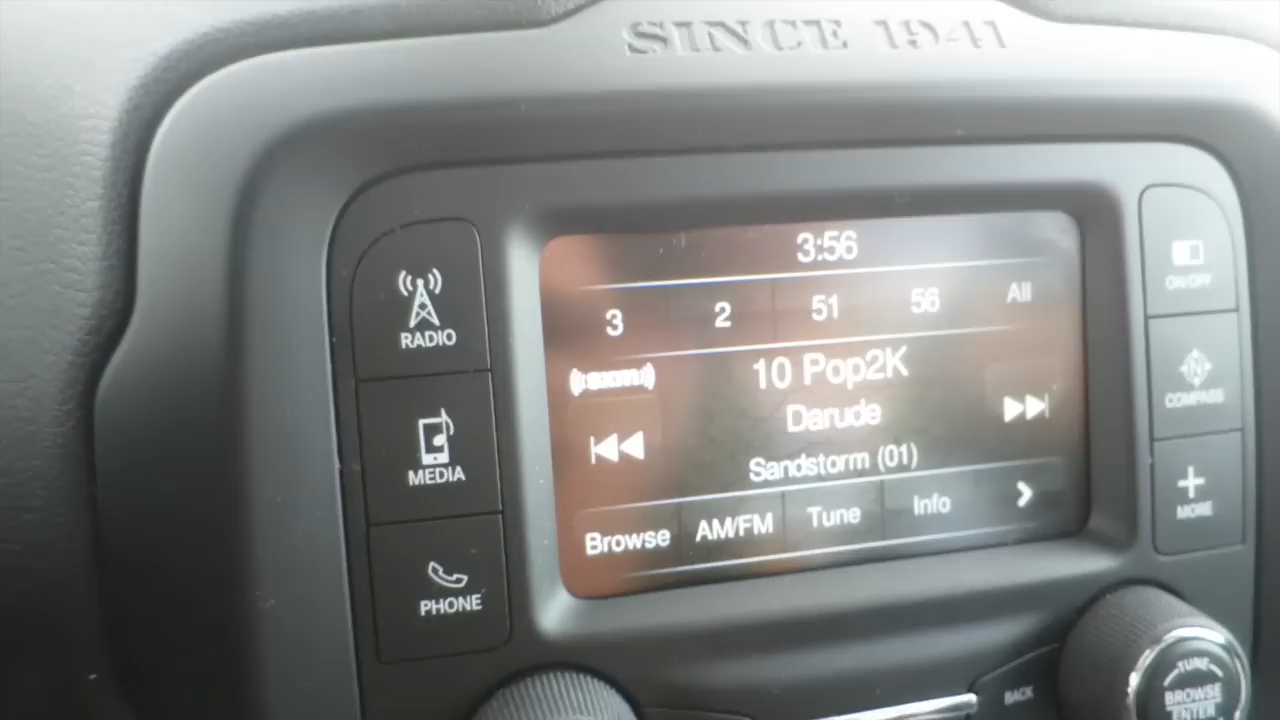 SINCE 1941
3:56
3 2 51 56 All
((SXM))
10 Pop2K
Darude
Sandstorm (01)
Browse AM/FM Tune Info
RADIO
MEDIA
PHONE
ON/OFF
COMPASS
MORE
BACK
TUNE
BROWSE
ENTER